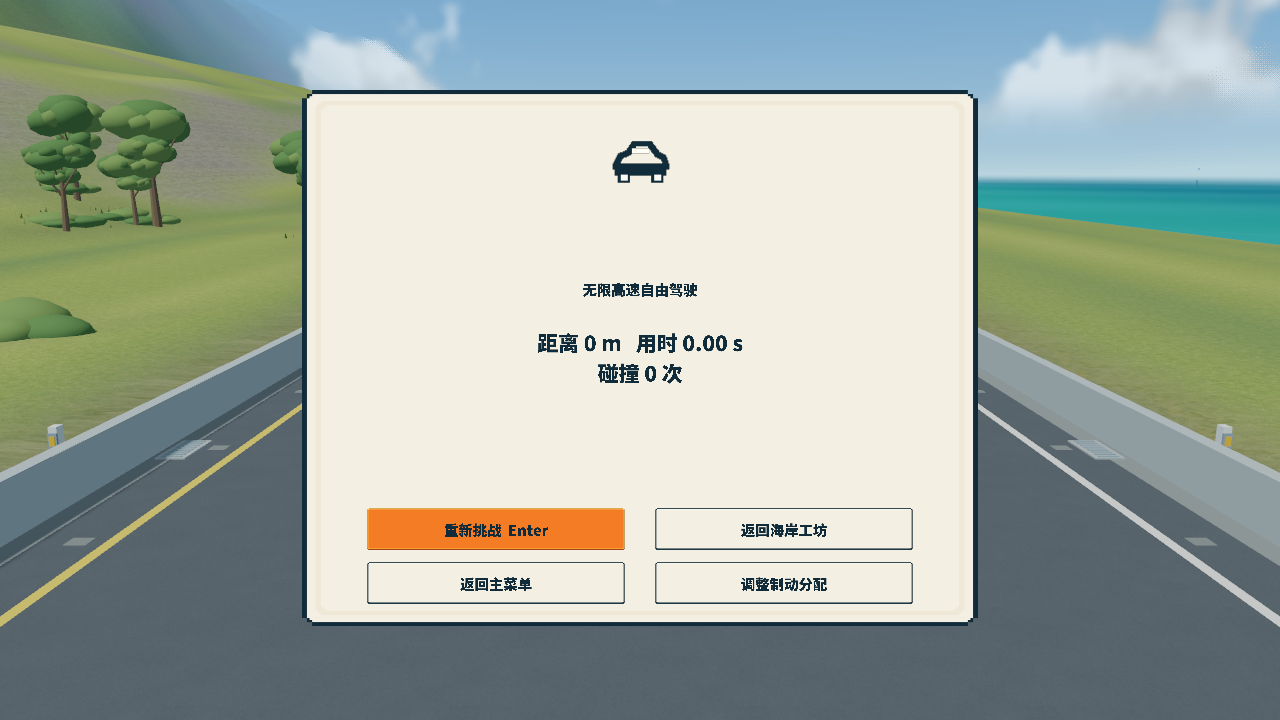 无限高速自由驾驶
距离 0 m 用时 0.00 s
碰撞 0 次
重新挑战 Enter
返回海岸工坊
返回主菜单
调整制动分配